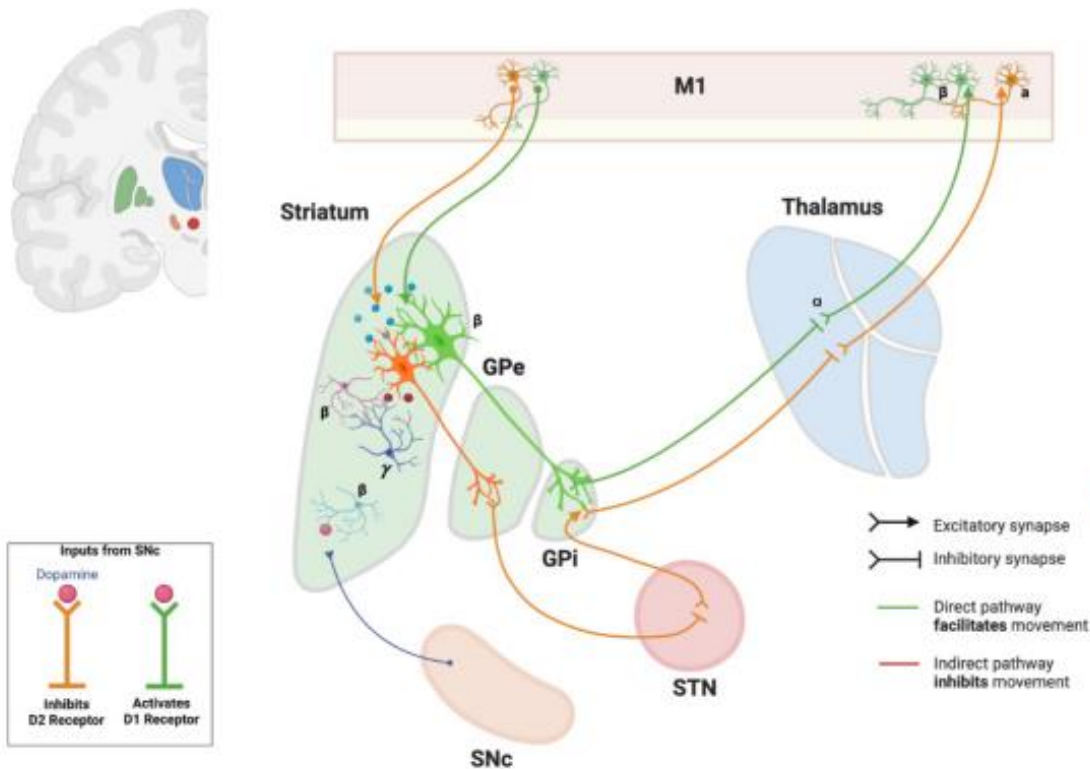 M1
β
a
Striatum
Thalamus
α
β
GPe
β
γ
β
GPi
STN
SNc
Inputs from SNc
Dopamine
Inhibits
D2 Receptor
Activates
D1 Receptor
Excitatory synapse
Inhibitory synapse
Direct pathway
facilitates movement
Indirect pathway
inhibits movement